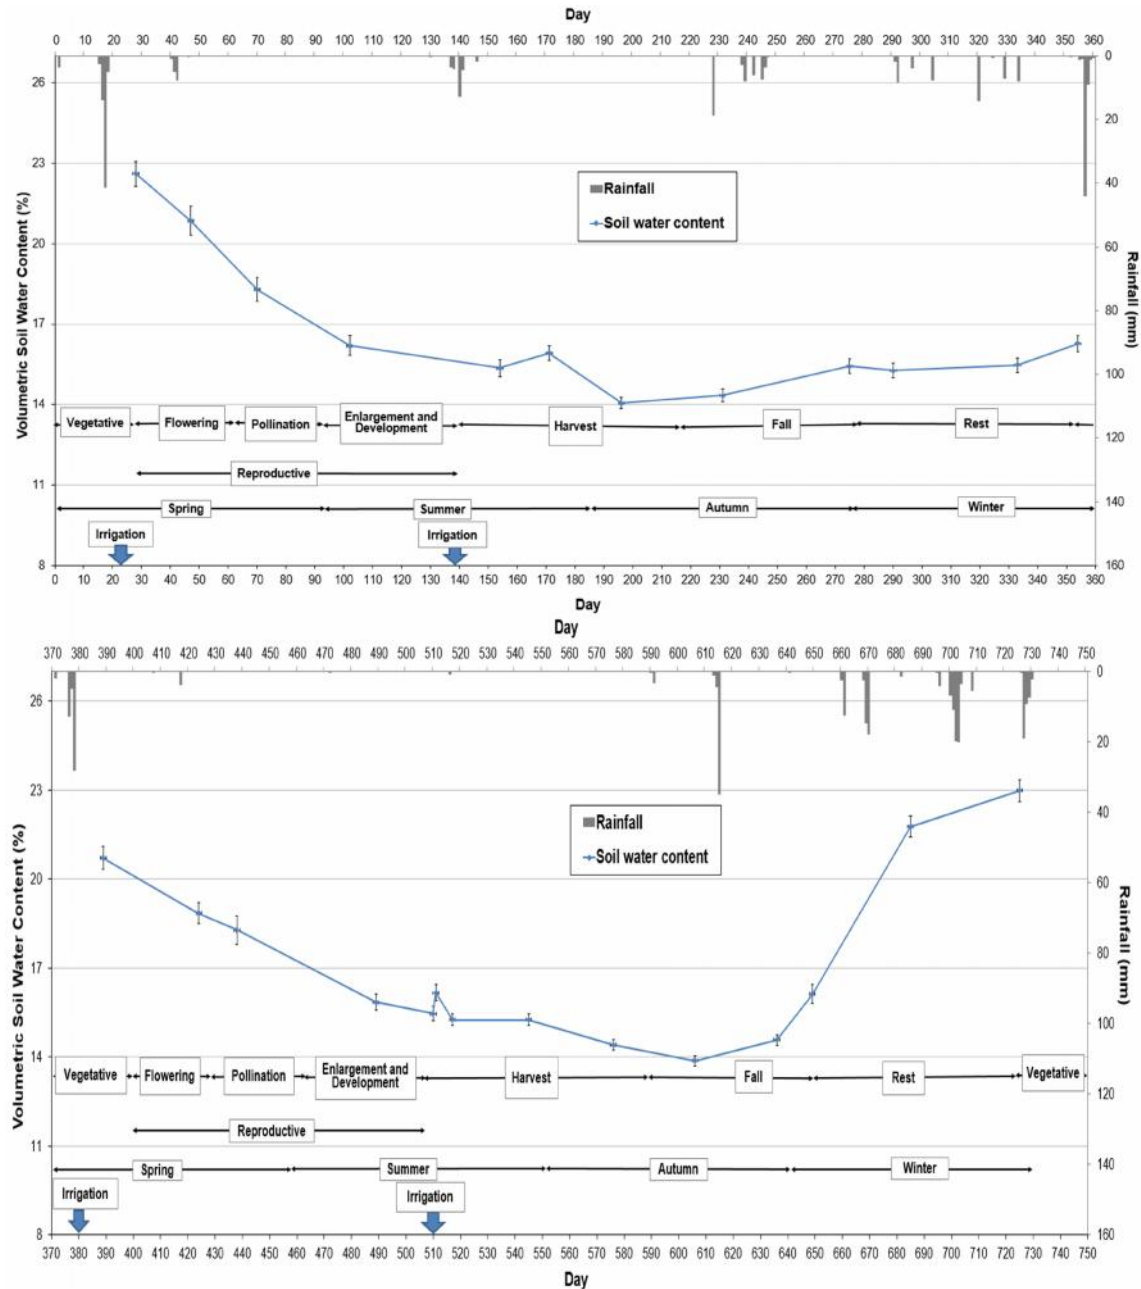 Day
0 10 20 30 40 50 60 70 80 90 100 110 120 130 140 150 160 170 180 190 200 210 220 230 240 250 260 270 280 290 300 310 320 330 340 350 360
26
23
20
17
14
11
8
Volumetric Soil Water Content (%)
0
20
40
60
80
100
120
140
160
Rainfall (mm)
Rainfall
Soil water content
Vegetative
Flowering
Pollination
Enlargement and
Development
Harvest
Fall
Rest
Reproductive
Spring
Summer
Autumn
Winter
Irrigation
Irrigation
0 10 20 30 40 50 60 70 80 90 100 110 120 130 140 150 160 170 180 190 200 210 220 230 240 250 260 270 280 290 300 310 320 330 340 350 360
Day
Day
370 380 390 400 410 420 430 440 450 460 470 480 490 500 510 520 530 540 550 560 570 580 590 600 610 620 630 640 650 660 670 680 690 700 710 720 730 740 750
26
23
20
17
14
11
8
Volumetric Soil Water Content (%)
0
20
40
60
80
100
120
140
160
Rainfall (mm)
Rainfall
Soil water content
Vegetative
Flowering
Pollination
Enlargement and
Development
Harvest
Fall
Rest
Vegetative
Reproductive
Spring
Summer
Autumn
Winter
Irrigation
Irrigation
370 380 390 400 410 420 430 440 450 460 470 480 490 500 510 520 530 540 550 560 570 580 590 600 610 620 630 640 650 660 670 680 690 700 710 720 730 740 750
Day